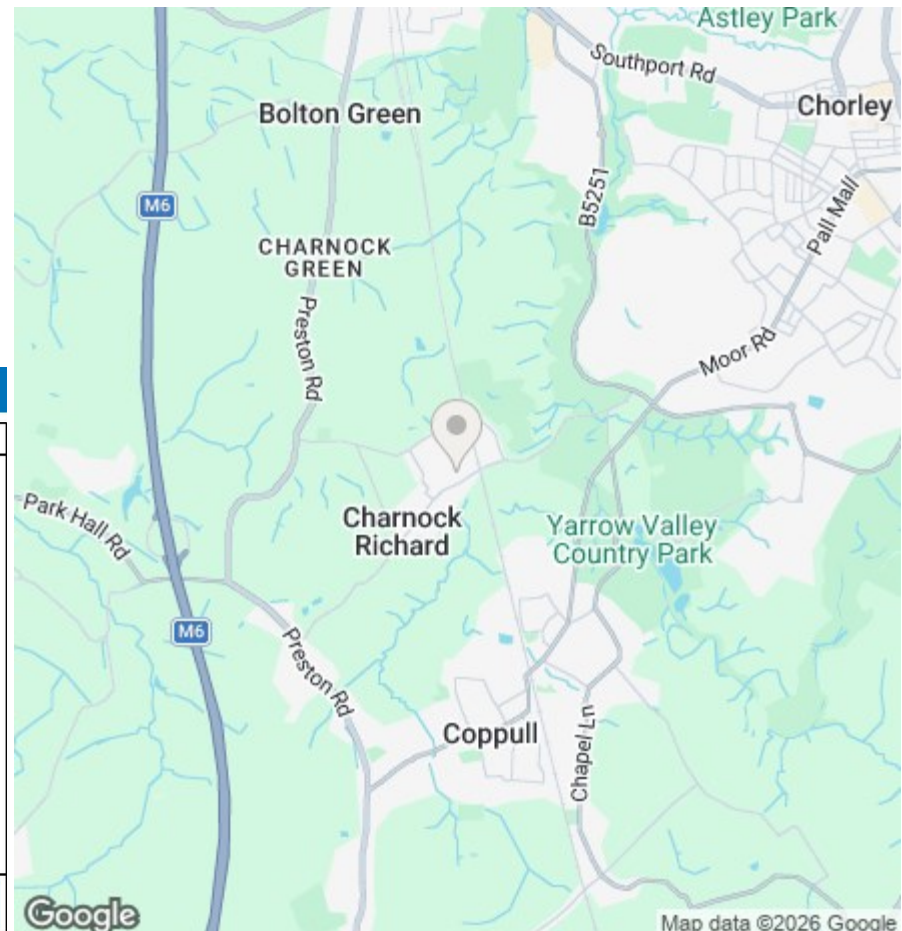 Astley Park
Southport Rd
Chorley
Bolton Green
B5251
Pall Mall
M6
CHARNOCK
GREEN
Preston Rd
Moor Rd
Park Hall Rd
Charnock
Richard
Yarrow Valley
Country Park
M6
Preston Rd
Coppull
Chapel Ln
Google
Map data ©2026 Google